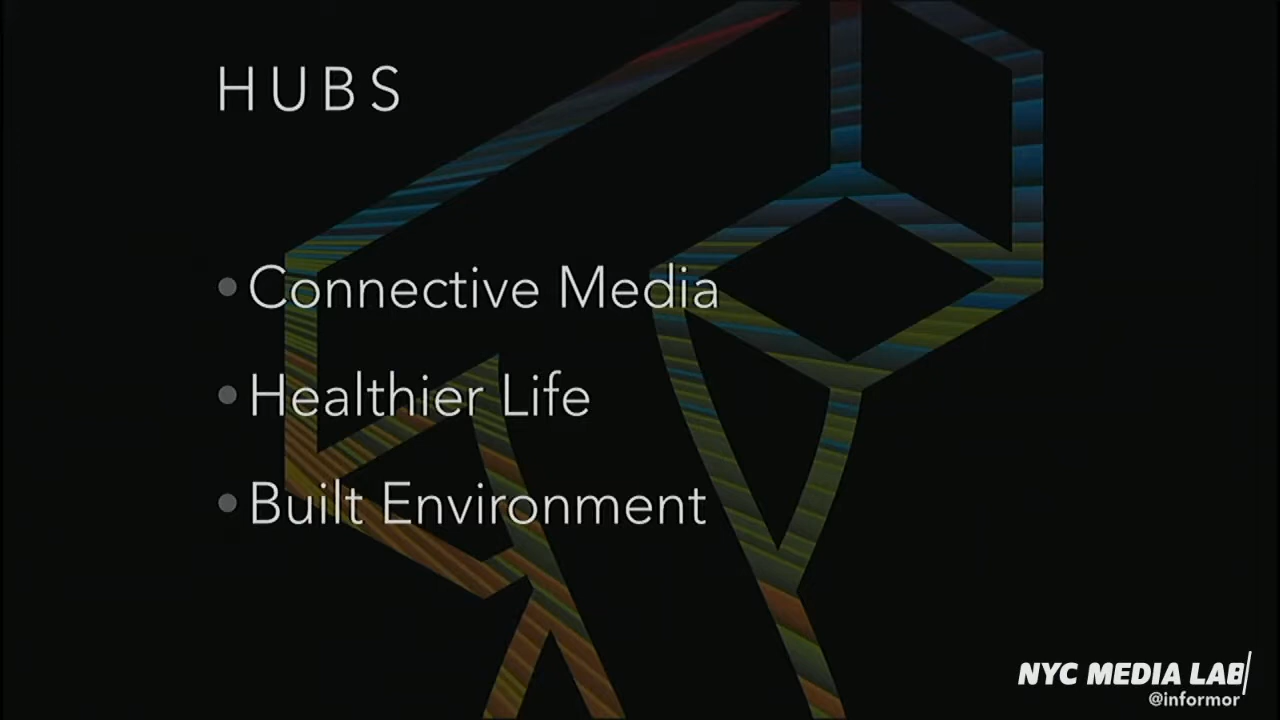 HUBS
Connective Media
Healthier Life
Built Environment
NYC MEDIA LAB
@informor